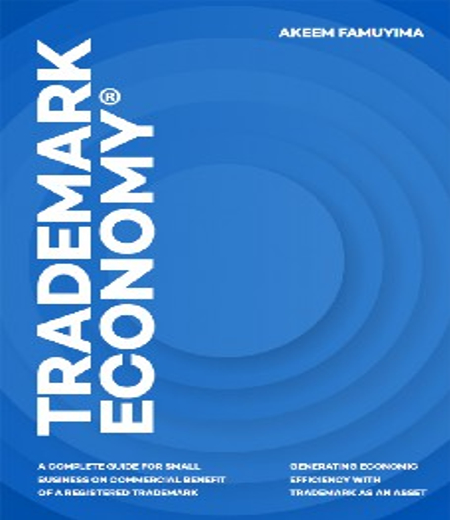 AKEEM FAMUYIMA
TRADEMARK
ECONOMY®
A COMPLETE GUIDE FOR SMALL
BUSINESS ON COMMERCIAL BENEFIT
OF A REGISTERED TRADEMARK
GENERATING ECONOMIC
EFFICIENCY WITH
TRADEMARK AS AN ASSET